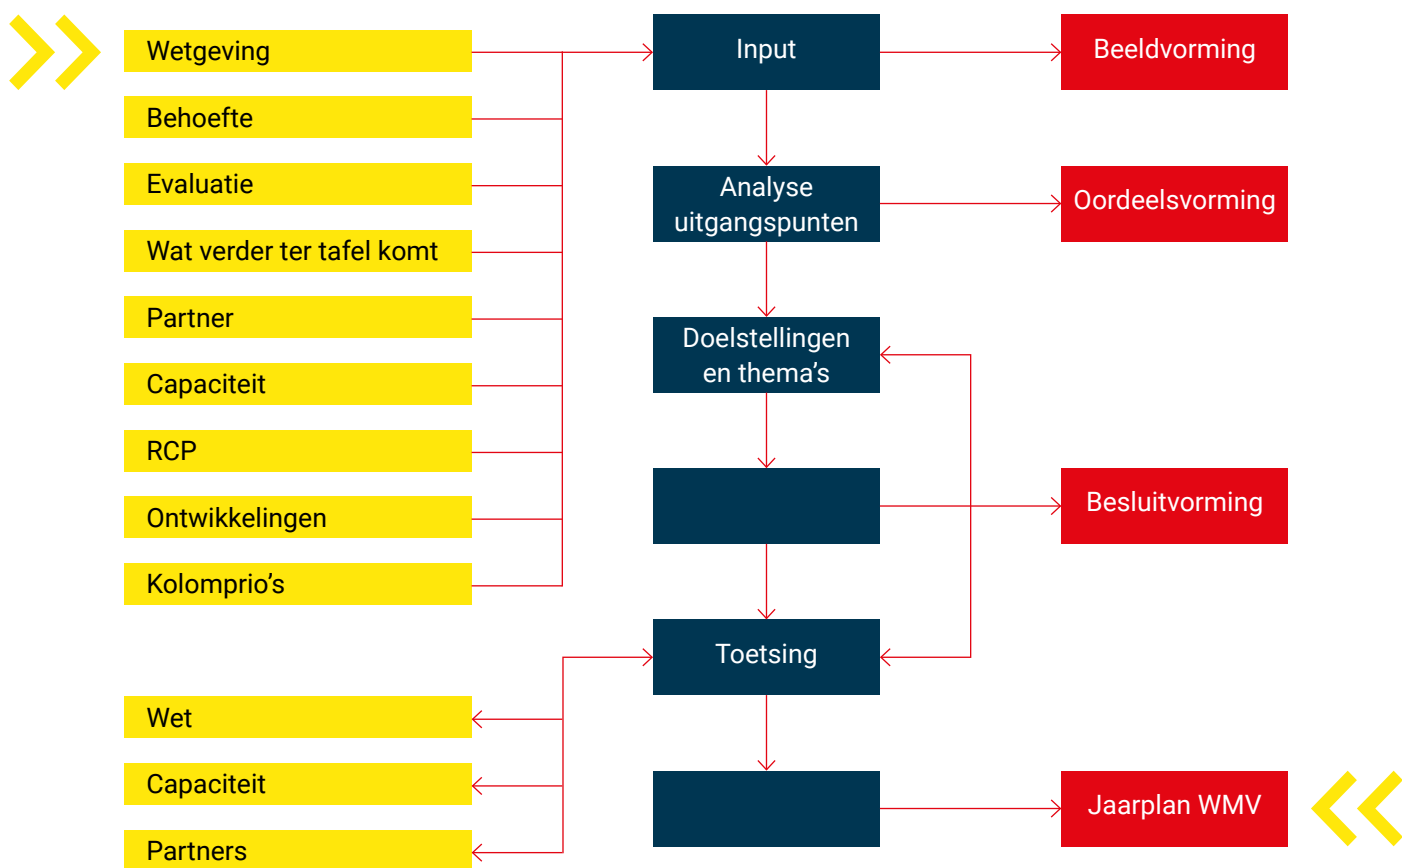 Wetgeving
Behoefte
Evaluatie
Wat verder ter tafel komt
Partner
Capaciteit
RCP
Ontwikkelingen
Kolomprio’s
Wet
Capaciteit
Partners
Input
Analyse
uitgangspunten
Doelstellingen
en thema’s
Toetsing
Beeldvorming
Oordeelsvorming
Besluitvorming
Jaarplan WMV